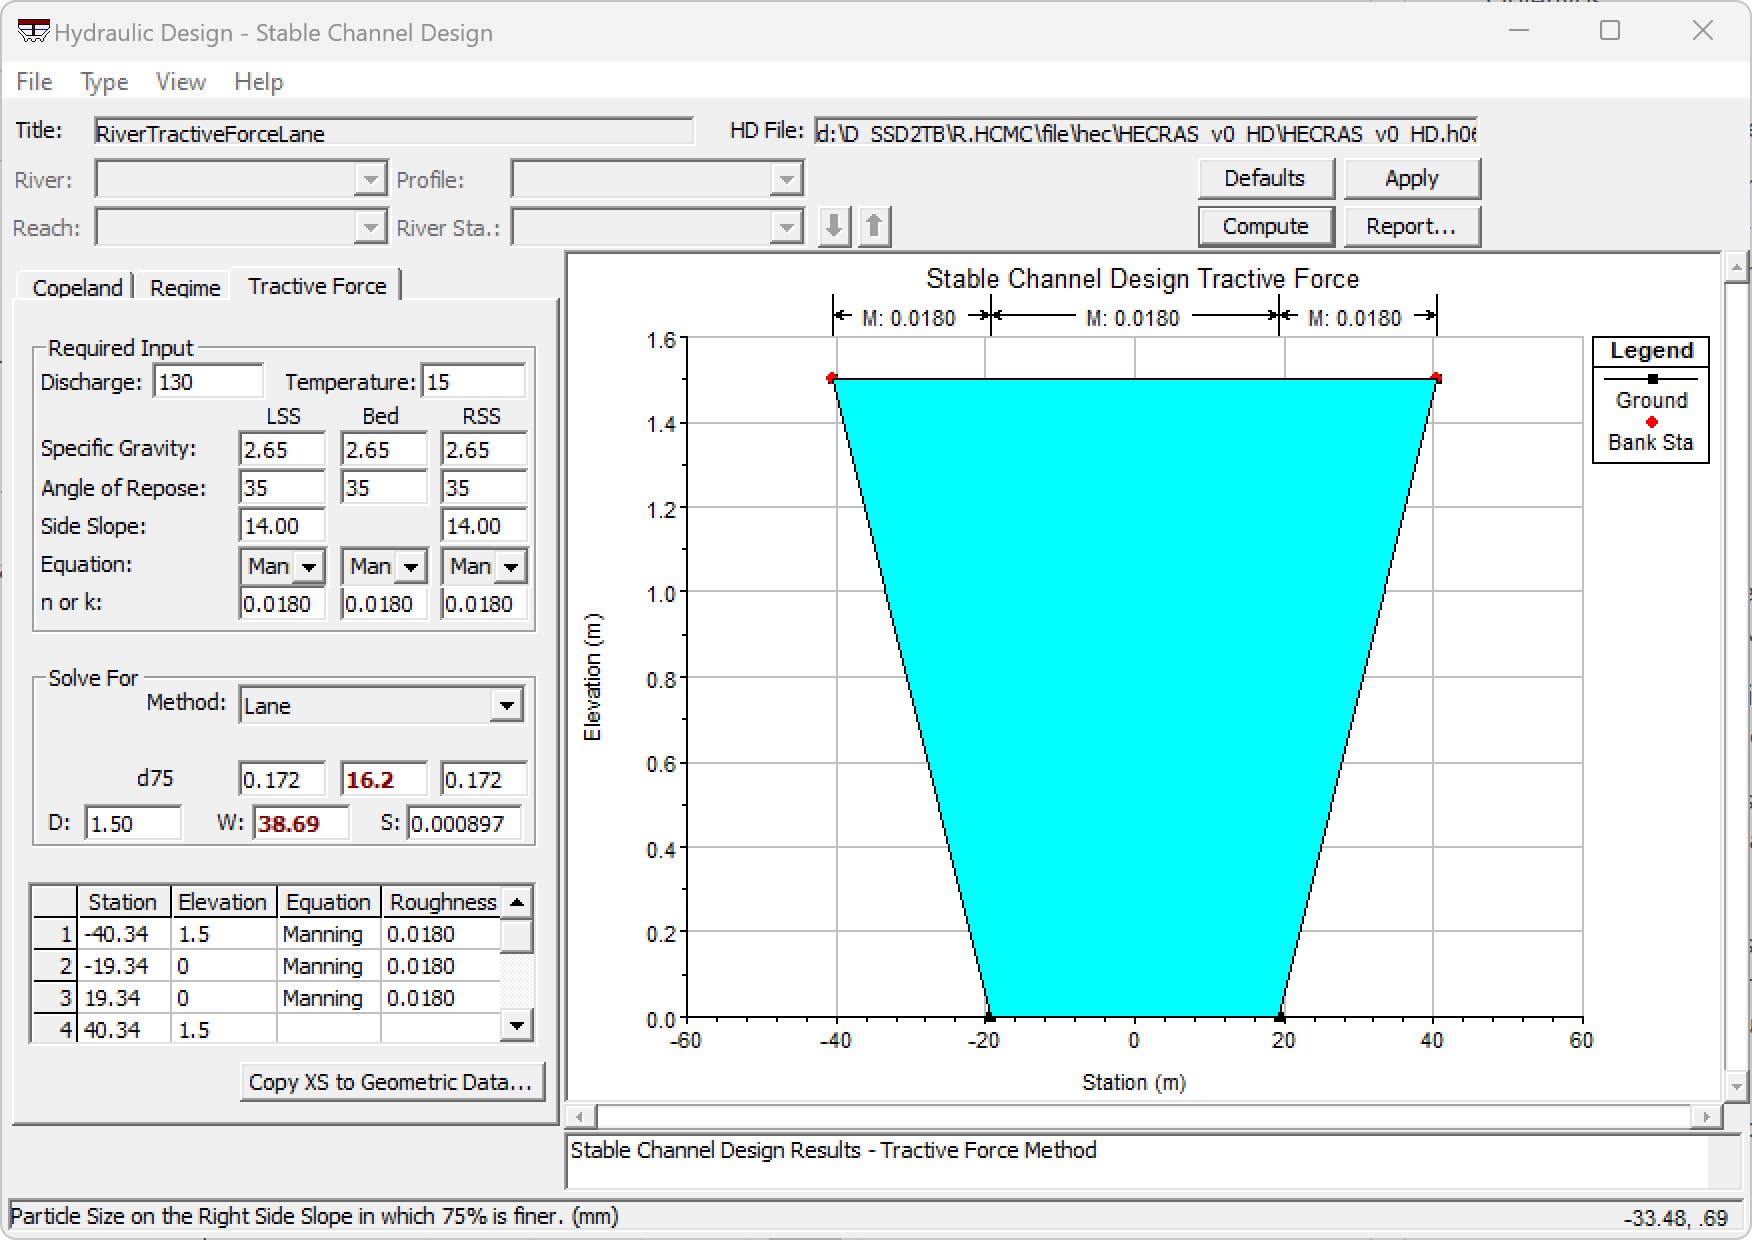 Hydraulic Design - Stable Channel Design
File Type View Help
Title: RiverTractiveForceLane HD File: d:\D_SSD2TB\R.HCMC\file\hec\HECRAS_v0_HD\HECRAS_v0_HD.h06
River: Profile: Defaults Apply
Reach: River Sta.: Compute Report...
Copeland Regime Tractive Force
Required Input
Discharge: 130 Temperature: 15
LSS Bed RSS
Specific Gravity: 2.65 2.65 2.65
Angle of Repose: 35 35 35
Side Slope: 14.00 14.00
Equation: Man Man Man
n or k: 0.0180 0.0180 0.0180
Solve For
Method: Lane
d75 0.172 16.2 0.172
D: 1.50 W: 38.69 S: 0.000897
Station Elevation Equation Roughness
1 -40.34 1.5 Manning 0.0180
2 -19.34 0 Manning 0.0180
3 19.34 0 Manning 0.0180
4 40.34 1.5
Copy XS to Geometric Data...
Stable Channel Design Tractive Force
M: 0.0180 M: 0.0180 M: 0.0180
1.6
1.4
1.2
1.0
0.8
0.6
0.4
0.2
0.0
Elevation (m)
-60 -40 -20 0 20 40 60
Station (m)
Legend
Ground
Bank Sta
Stable Channel Design Results - Tractive Force Method
Particle Size on the Right Side Slope in which 75% is finer. (mm) -33.48, .69